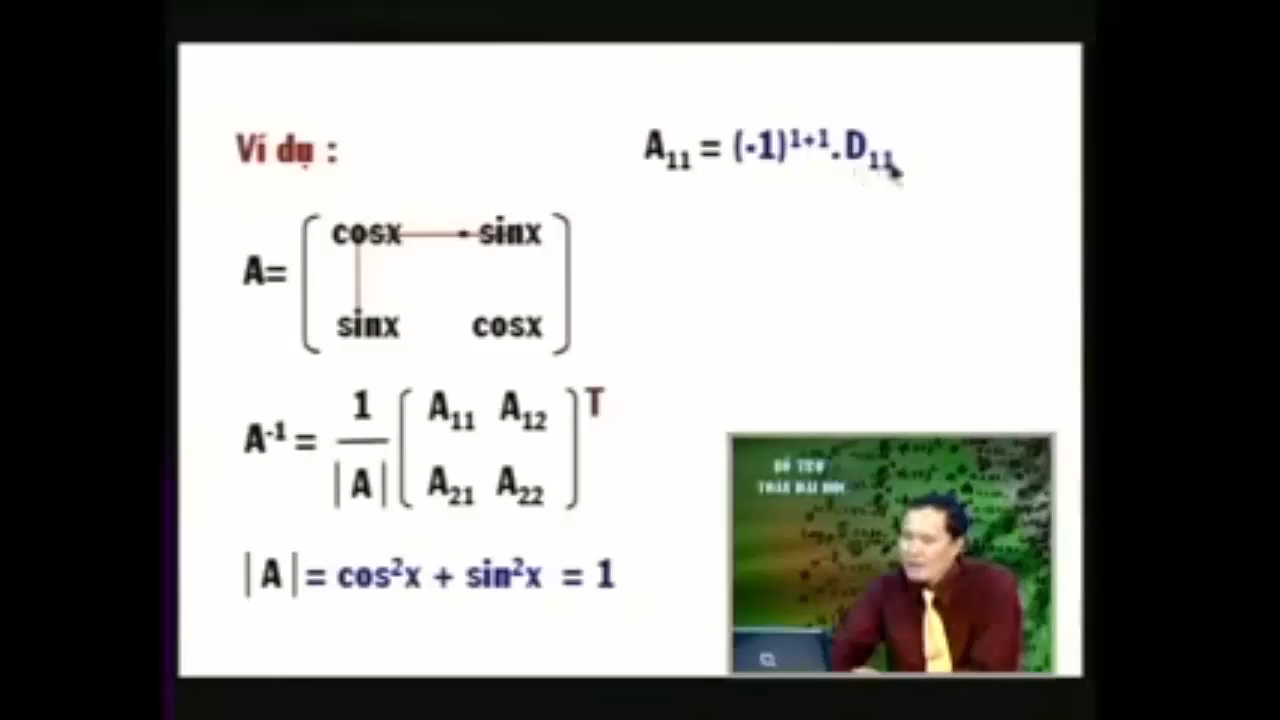 Ví dụ :
A₁₁ = (-1)¹⁺¹.D₁₁
A= cosx - sinx
sinx cosx
A⁻¹ = 1 / |A| [ A₁₁ A₁₂
A₂₁ A₂₂ ]ᵀ
|A| = cos²x + sin²x = 1